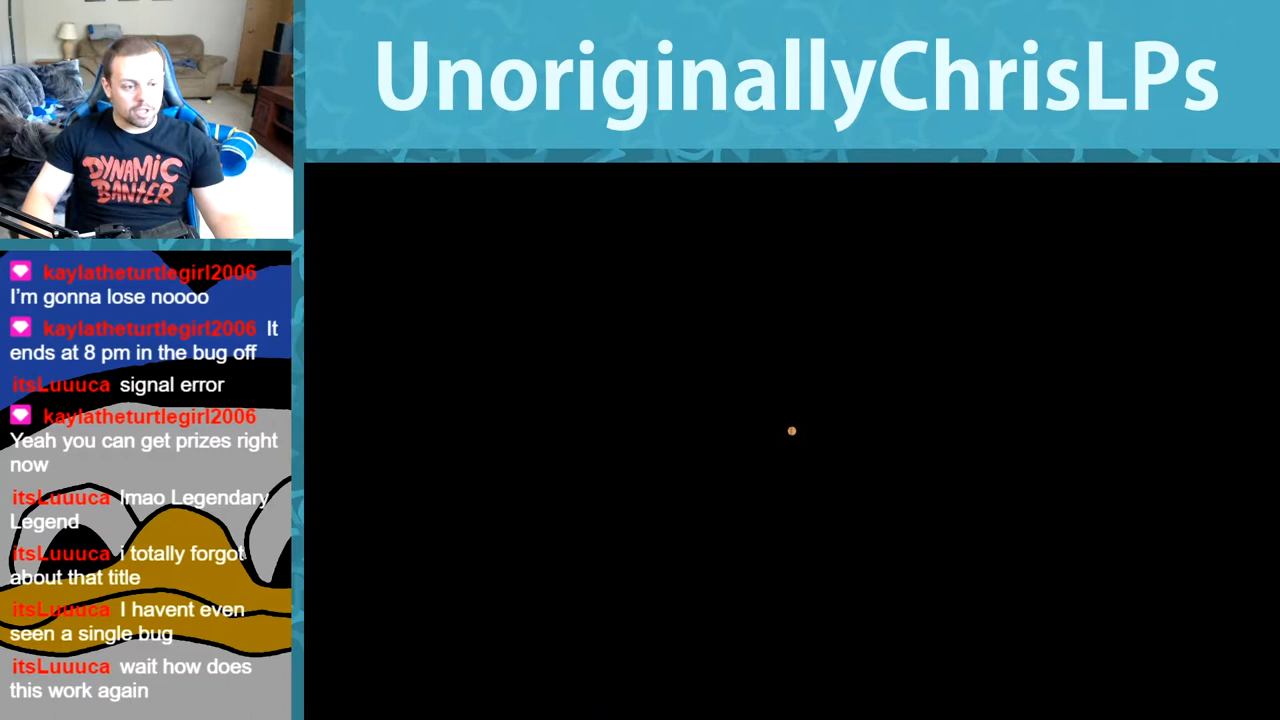 UnoriginallyChrisLPs
DYNAMIC
BANTER
kaylatheturtlegirl2006
I'm gonna lose noooo
kaylatheturtlegirl2006 It
ends at 8 pm in the bug off
itsLuuuca signal error
kaylatheturtlegirl2006
Yeah you can get prizes right
now
itsLuuuca lmao Legendary
Legend
itsLuuuca i totally forgot
about that title
itsLuuuca I havent even
seen a single bug
itsLuuuca wait how does
this work again